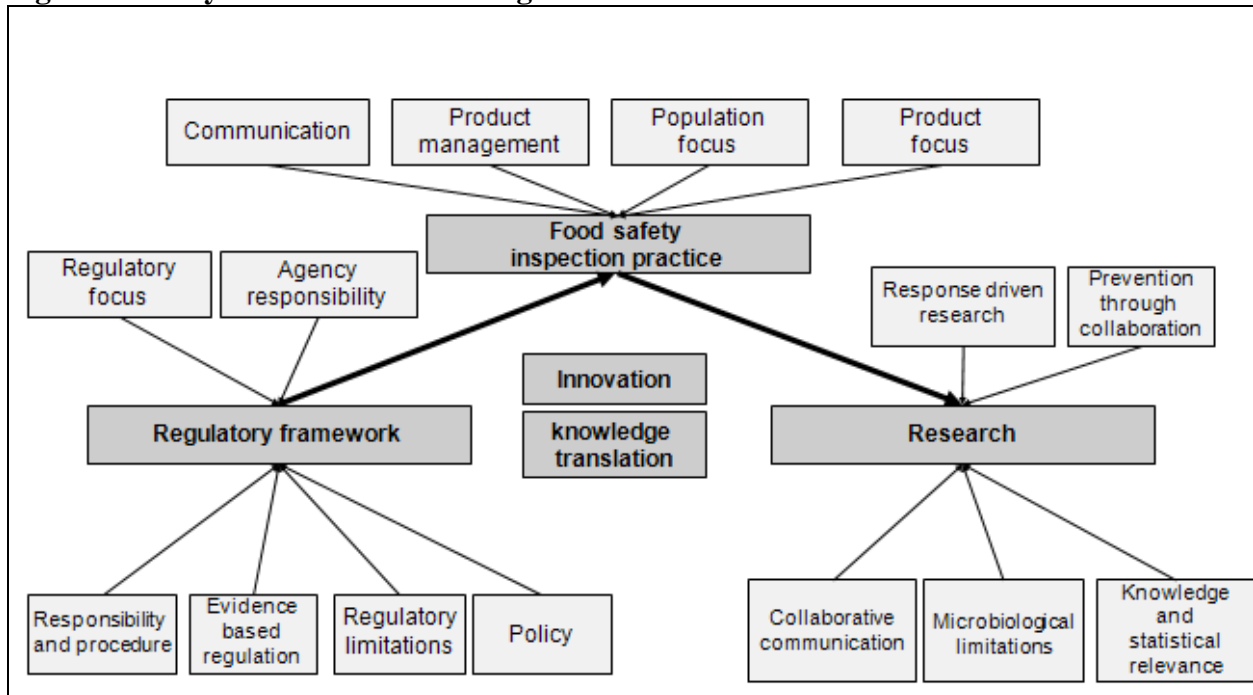 Communication
Product
management
Population
focus
Product
focus
Food safety
inspection practice
Regulatory
focus
Agency
responsibility
Response driven
research
Prevention
through
collaboration
Innovation
knowledge
translation
Regulatory framework
Research
Responsibility
and procedure
Evidence
based
regulation
Regulatory
limitations
Policy
Collaborative
communication
Microbiological
limitations
Knowledge
and
statistical
relevance